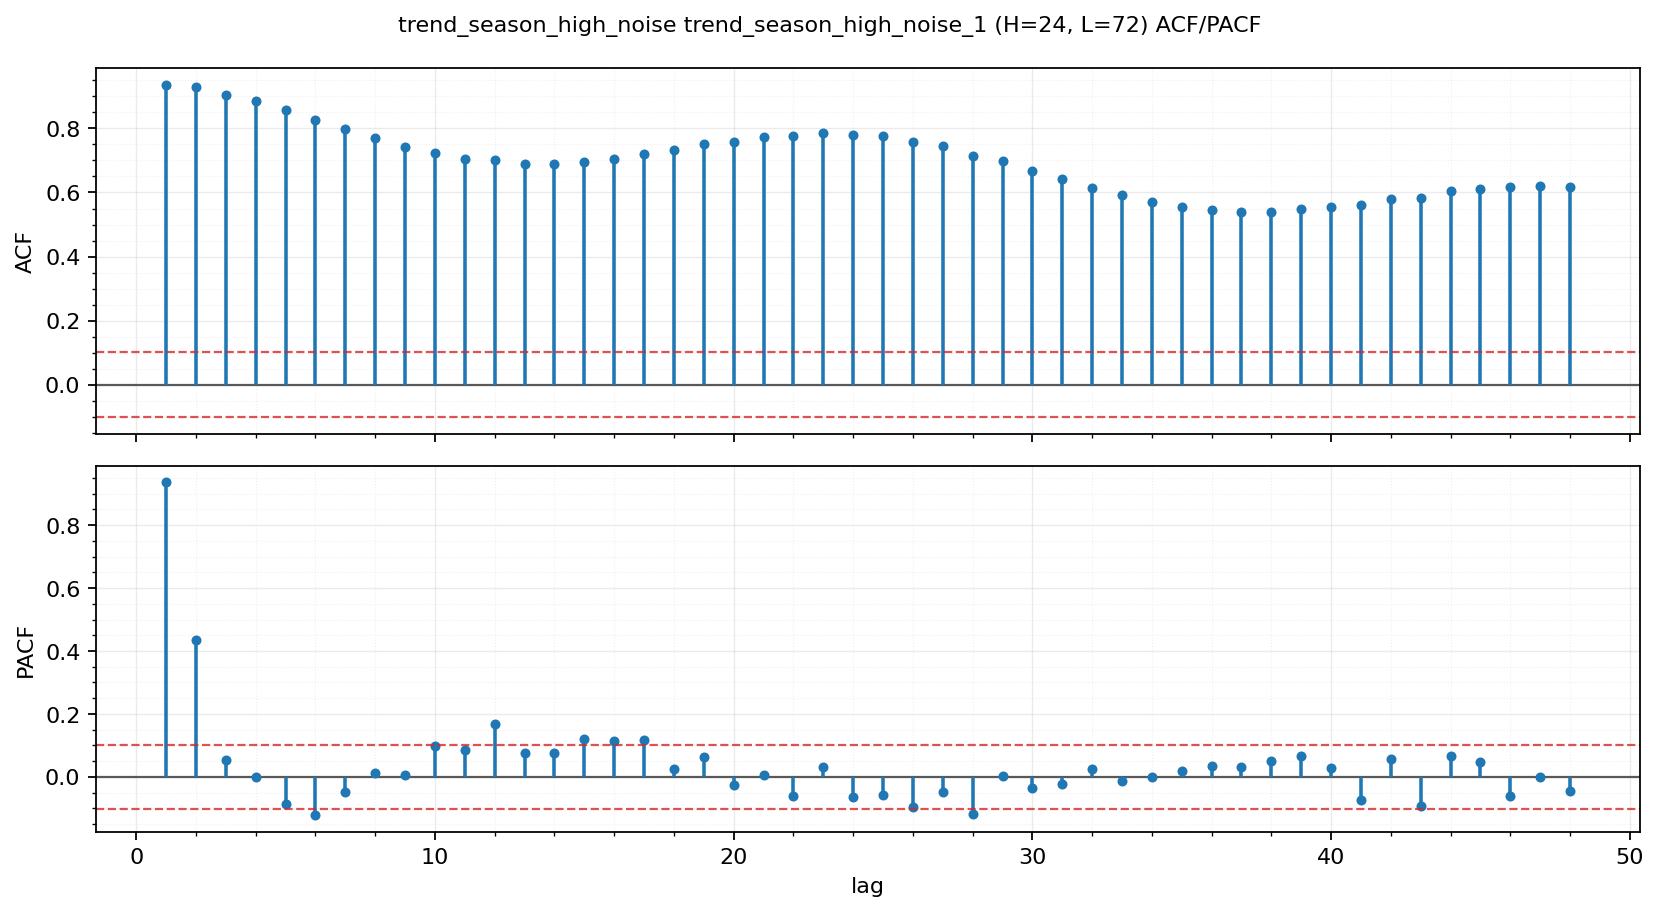 trend_season_high_noise trend_season_high_noise_1 (H=24, L=72) ACF/PACF
ACF
0.8
0.6
0.4
0.2
0.0
PACF
0.8
0.6
0.4
0.2
0.0
0 10 20 30 40 50
lag